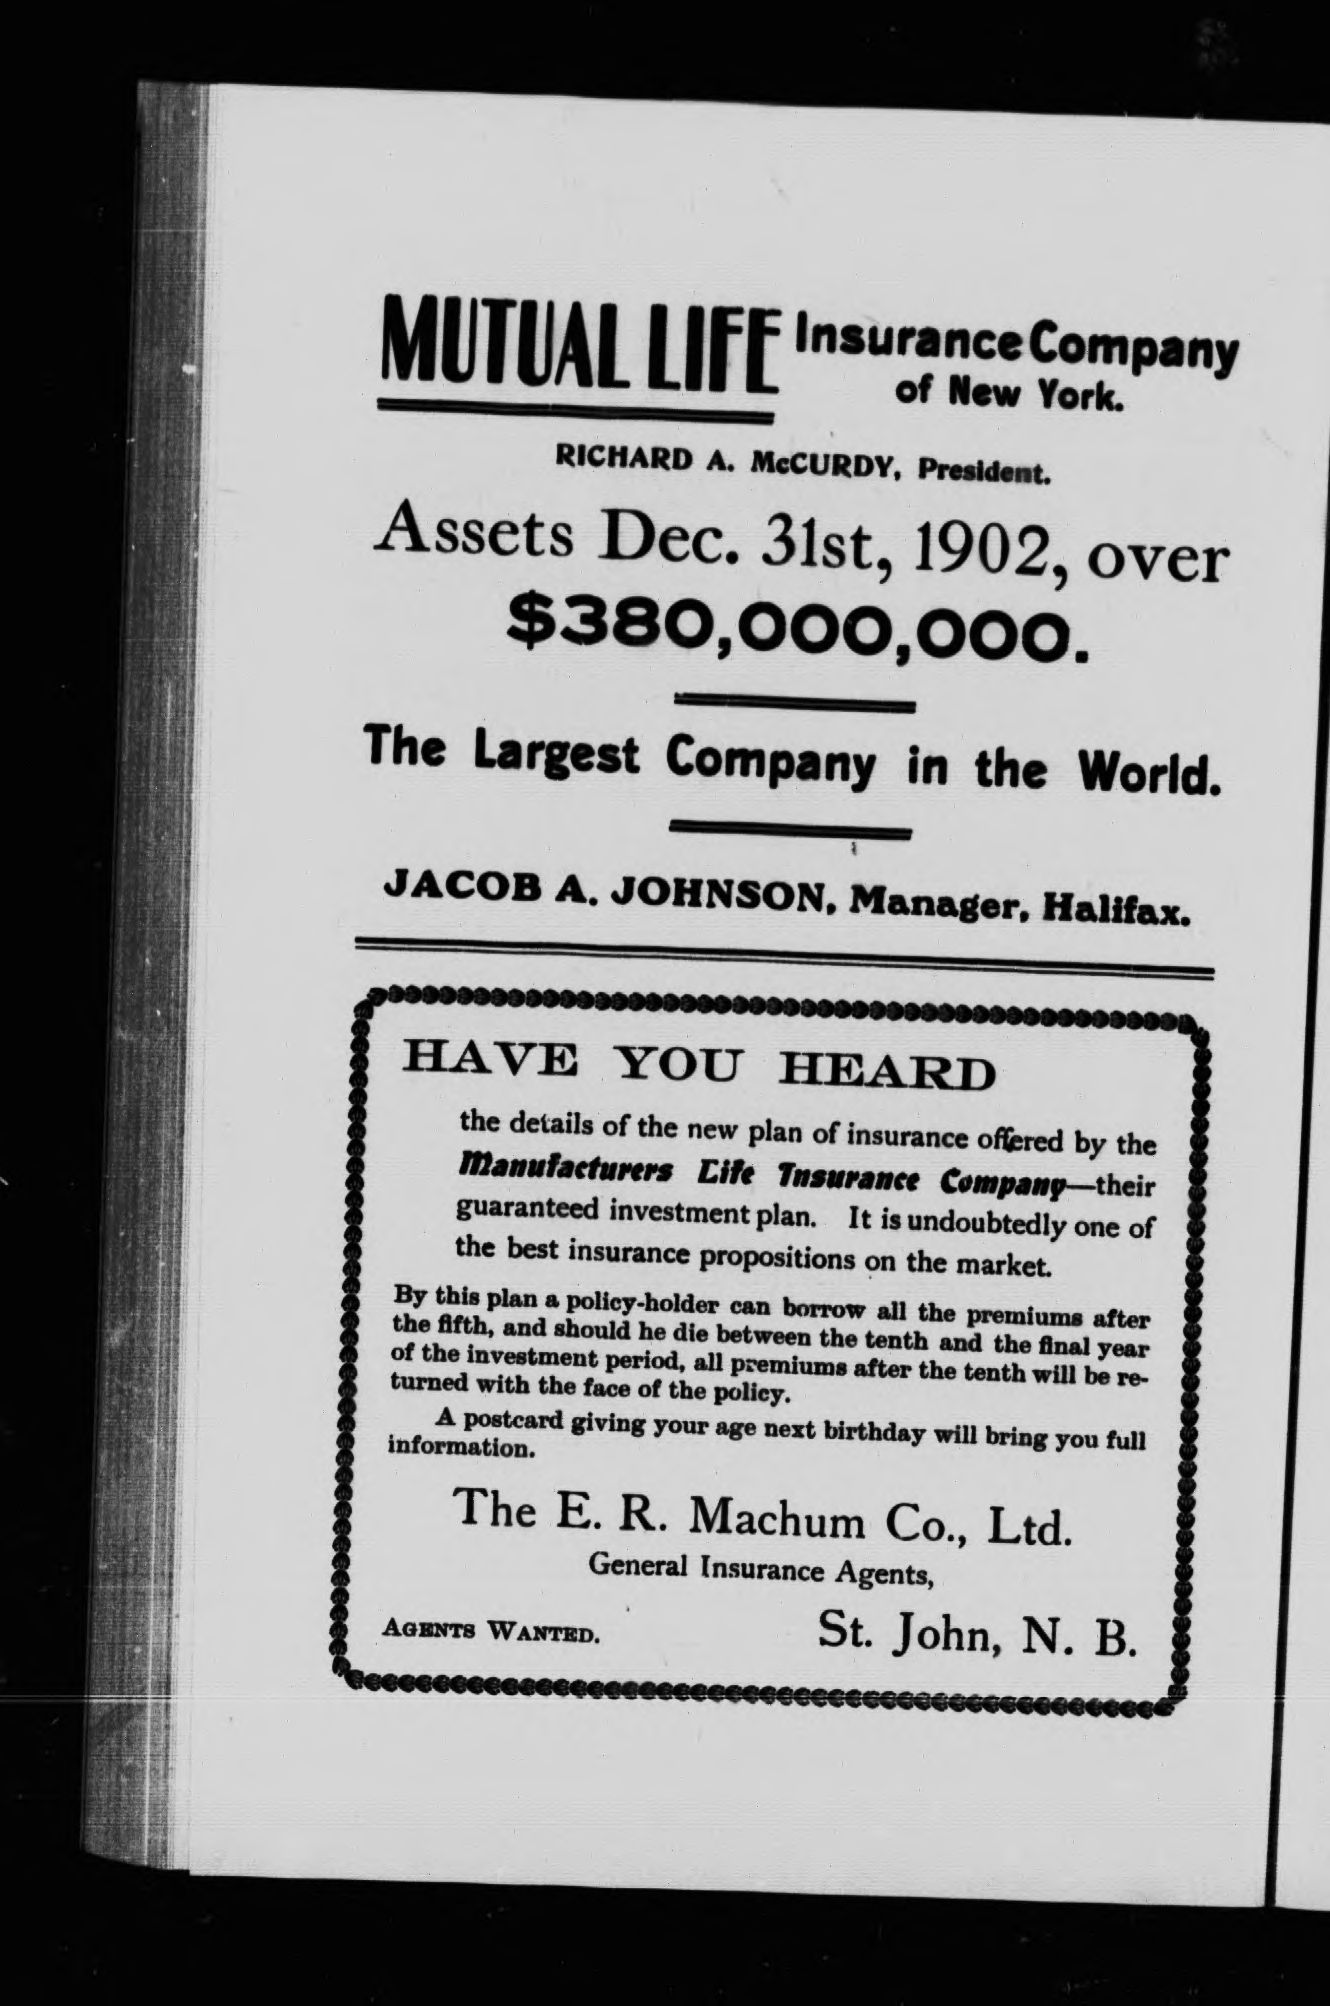 MUTUAL LIFE Insurance Company
of New York.
RICHARD A. McCURDY, President.
Assets Dec. 31st, 1902, over
$380,000,000.
The Largest Company in the World.
JACOB A. JOHNSON, Manager, Halifax.
HAVE YOU HEARD
the details of the new plan of insurance offered by the
Manufacturers Life Insurance Company—their
guaranteed investment plan. It is undoubtedly one of
the best insurance propositions on the market.
By this plan a policy-holder can borrow all the premiums after
the fifth, and should he die between the tenth and the final year
of the investment period, all premiums after the tenth will be re-
turned with the face of the policy.
A postcard giving your age next birthday will bring you full
information.
The E. R. Machum Co., Ltd.
General Insurance Agents,
AGENTS WANTED. St. John, N. B.